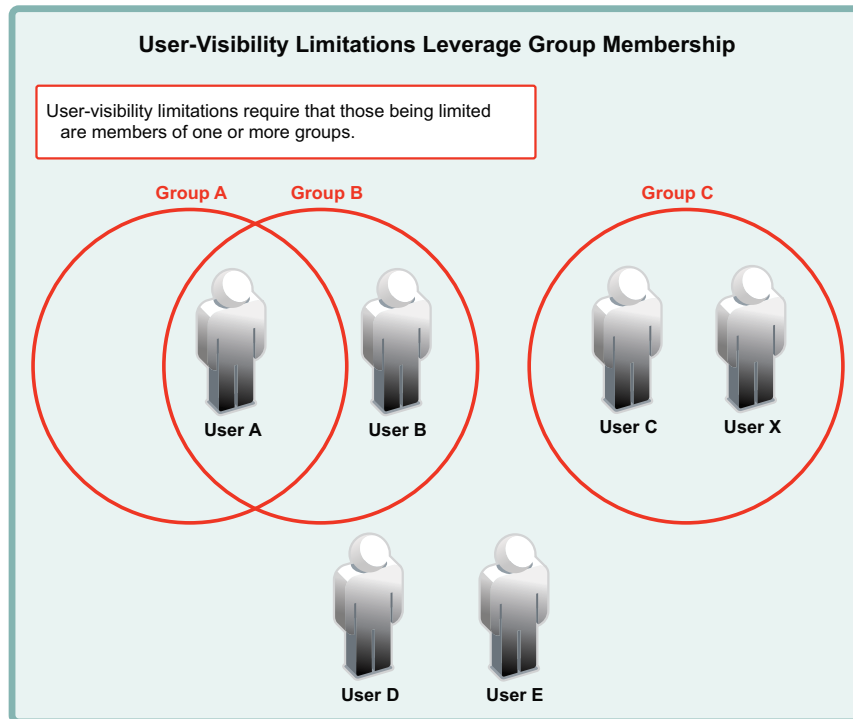 User-Visibility Limitations Leverage Group Membership
User-visibility limitations require that those being limited
are members of one or more groups.
Group A
Group B
Group C
User A
User B
User C
User X
User D
User E